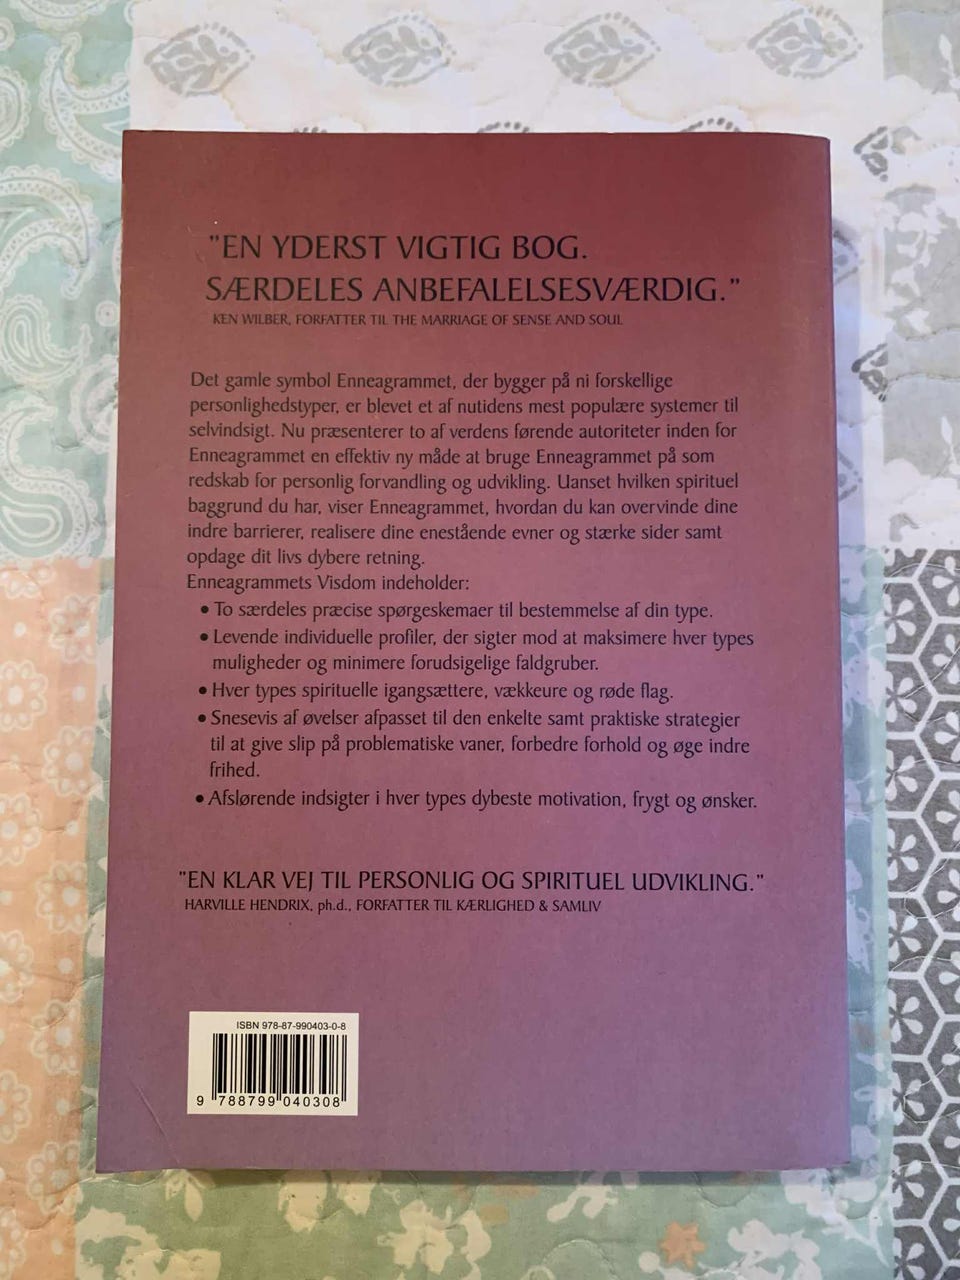 "EN YDERST VIGTIG BOG.
SÆRDELES ANBEFALELSESVÆRDIG."
KEN WILBER, FORFATTER TIL THE MARRIAGE OF SENSE AND SOUL
Det gamle symbol Enneagrammet, der bygger på ni forskellige
personlighedstyper, er blevet et af nutidens mest populære systemer til
selvindsigt. Nu præsenterer to af verdens førende autoriteter inden for
Enneagrammet en effektiv ny måde at bruge Enneagrammet på som
redskab for personlig forvandling og udvikling. Uanset hvilken spirituel
baggrund du har, viser Enneagrammet, hvordan du kan overvinde dine
indre barrierer, realisere dine enestående evner og stærke sider samt
opdage dit livs dybere retning.
Enneagrammets Visdom indeholder:
• To særdeles præcise spørgeskemaer til bestemmelse af din type.
• Levende individuelle profiler, der sigter mod at maksimere hver types
muligheder og minimere forudsigelige faldgruber.
• Hver types spirituelle igangsættere, vækkeure og røde flag.
• Snesevis af øvelser afpasset til den enkelte samt praktiske strategier
til at give slip på problematiske vaner, forbedre forhold og øge indre
frihed.
• Afslørende indsigter i hver types dybeste motivation, frygt og ønsker.
"EN KLAR VEJ TIL PERSONLIG OG SPIRITUEL UDVIKLING."
HARVILLE HENDRIX, ph.d., FORFATTER TIL KÆRLIGHED & SAMLIV
ISBN 978-87-990403-0-8
9 788799 040308